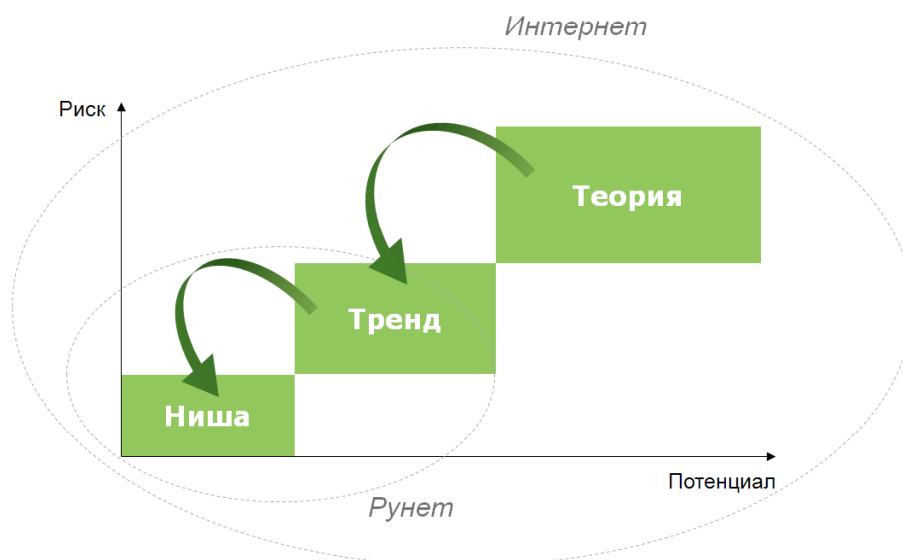 Интернет
Риск
Теория
Тренд
Ниша
Потенциал
Рунет